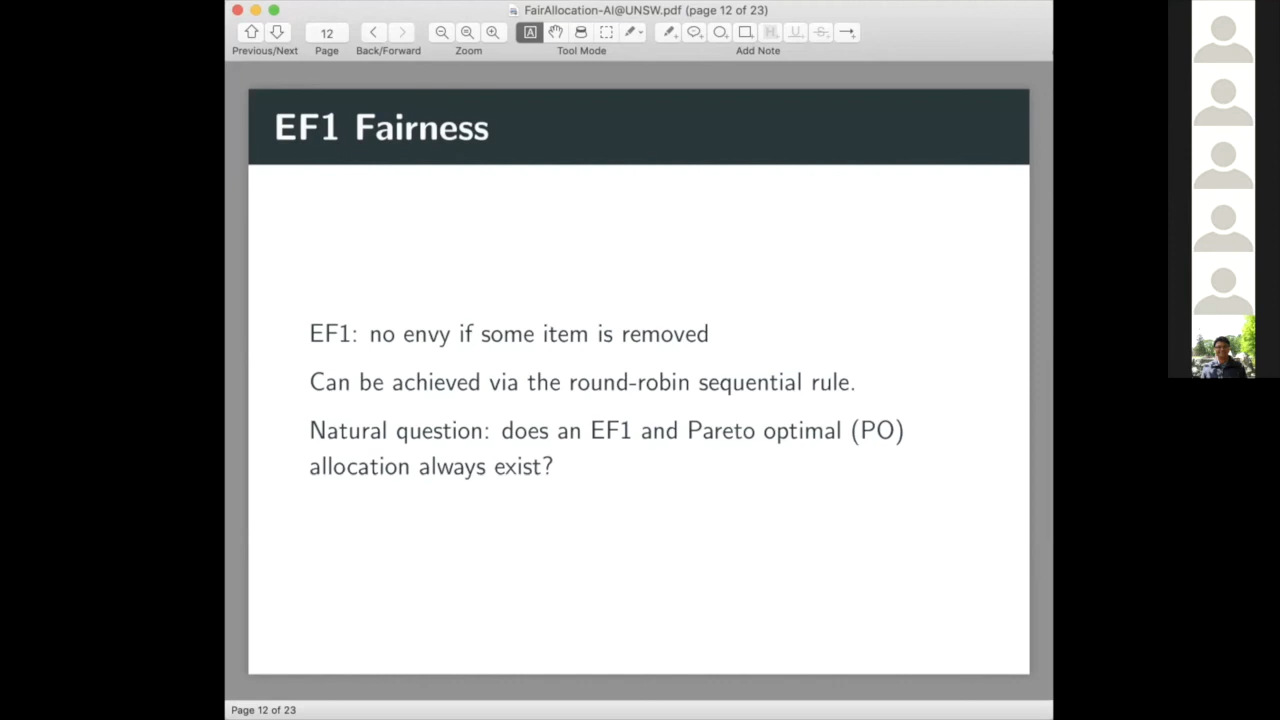 FairAllocation-AI@UNSW.pdf (page 12 of 23)
12
A
H
U
S
Previous/Next
Page
Back/Forward
Zoom
Tool Mode
Add Note
EF1 Fairness
EF1: no envy if some item is removed
Can be achieved via the round-robin sequential rule.
Natural question: does an EF1 and Pareto optimal (PO)
allocation always exist?
Page 12 of 23